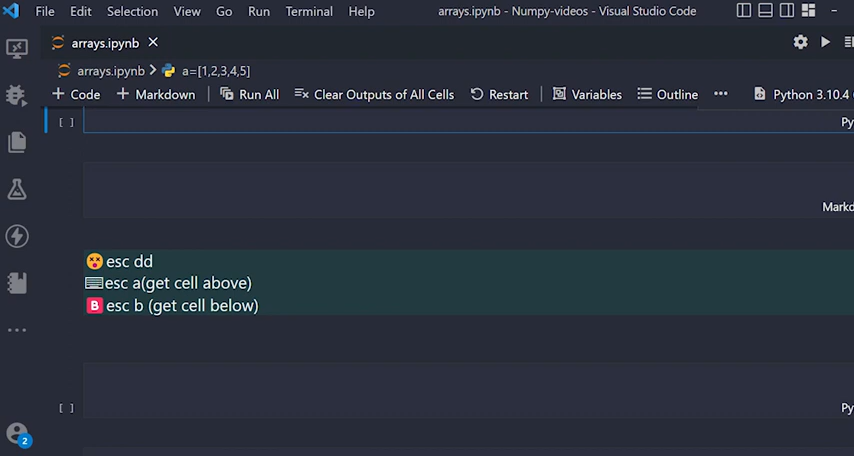 File Edit Selection View Go Run Terminal Help arrays.ipynb - Numpy-videos - Visual Studio Code
arrays.ipynb
arrays.ipynb > a=[1,2,3,4,5]
+ Code + Markdown Run All Clear Outputs of All Cells Restart Variables Outline ... Python 3.10.4
[ ] Py
Markd
esc dd
esc a(get cell above)
B esc b (get cell below)
[ ] Py
2